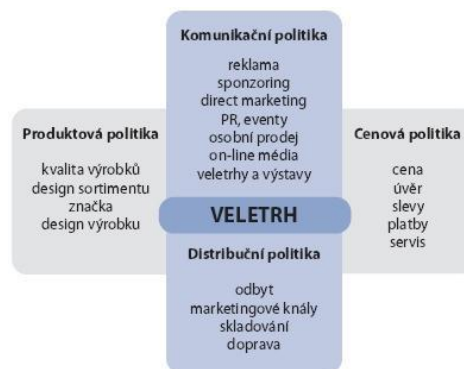 Komunikační politika
reklama
sponzoring
direct marketing
PR, eventy
osobní prodej
on-line média
veletrhy a výstavy
Produktová politika
kvalita výrobků
design sortimentu
značka
design výrobku
Cenová politika
cena
úvěr
slevy
platby
servis
VELETRH
Distribuční politika
odbyt
marketingové knály
skladování
doprava